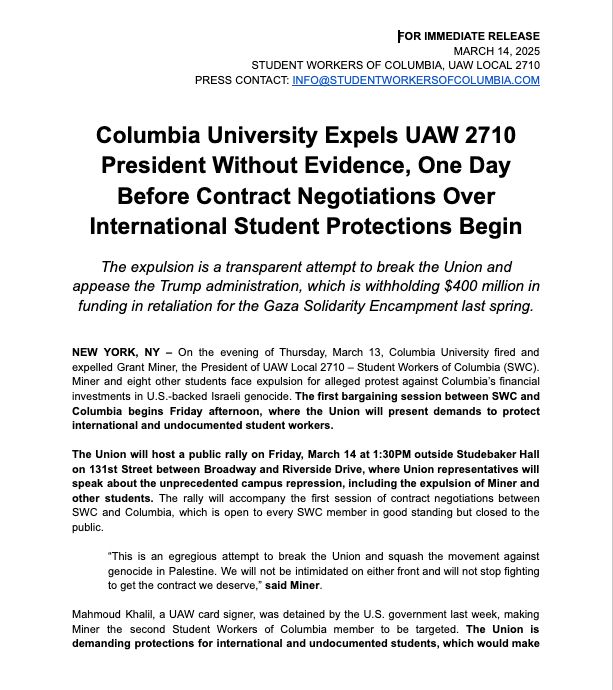 FOR IMMEDIATE RELEASE
MARCH 14, 2025
STUDENT WORKERS OF COLUMBIA, UAW LOCAL 2710
PRESS CONTACT: INFO@STUDENTWORKERSOFCOLUMBIA.COM
Columbia University Expels UAW 2710
President Without Evidence, One Day
Before Contract Negotiations Over
International Student Protections Begin
The expulsion is a transparent attempt to break the Union and
appease the Trump administration, which is withholding $400 million in
funding in retaliation for the Gaza Solidarity Encampment last spring.
NEW YORK, NY – On the evening of Thursday, March 13, Columbia University fired and
expelled Grant Miner, the President of UAW Local 2710 – Student Workers of Columbia (SWC).
Miner and eight other students face expulsion for alleged protest against Columbia's financial
investments in U.S.-backed Israeli genocide. The first bargaining session between SWC and
Columbia begins Friday afternoon, where the Union will present demands to protect
international and undocumented student workers.
The Union will host a public rally on Friday, March 14 at 1:30PM outside Studebaker Hall
on 131st Street between Broadway and Riverside Drive, where Union representatives will
speak about the unprecedented campus repression, including the expulsion of Miner and
other students. The rally will accompany the first session of contract negotiations between
SWC and Columbia, which is open to every SWC member in good standing but closed to the
public.
“This is an egregious attempt to break the Union and squash the movement against
genocide in Palestine. We will not be intimidated on either front and will not stop fighting
to get the contract we deserve,” said Miner.
Mahmoud Khalil, a UAW card signer, was detained by the U.S. government last week, making
Miner the second Student Workers of Columbia member to be targeted. The Union is
demanding protections for international and undocumented students, which would make